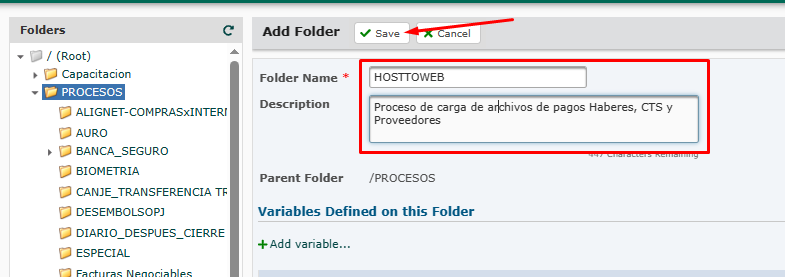 Folders
/ (Root)
Capacitacion
PROCESOS
ALIGNET-COMPRASxINTERN
AURO
BANCA_SEGURO
BIOMETRIA
CANJE_TRANSFERENCIA TR
DESEMBOLSOPJ
DIARIO_DESPUES_CIERRE
ESPECIAL
Facturas Negociables
Add Folder
Save
Cancel
Folder Name *
HOSTTOWEB
Description
Proceso de carga de archivos de pagos Haberes, CTS y
Proveedores
447 Characters Remaining
Parent Folder
/PROCESOS
Variables Defined on this Folder
Add variable...